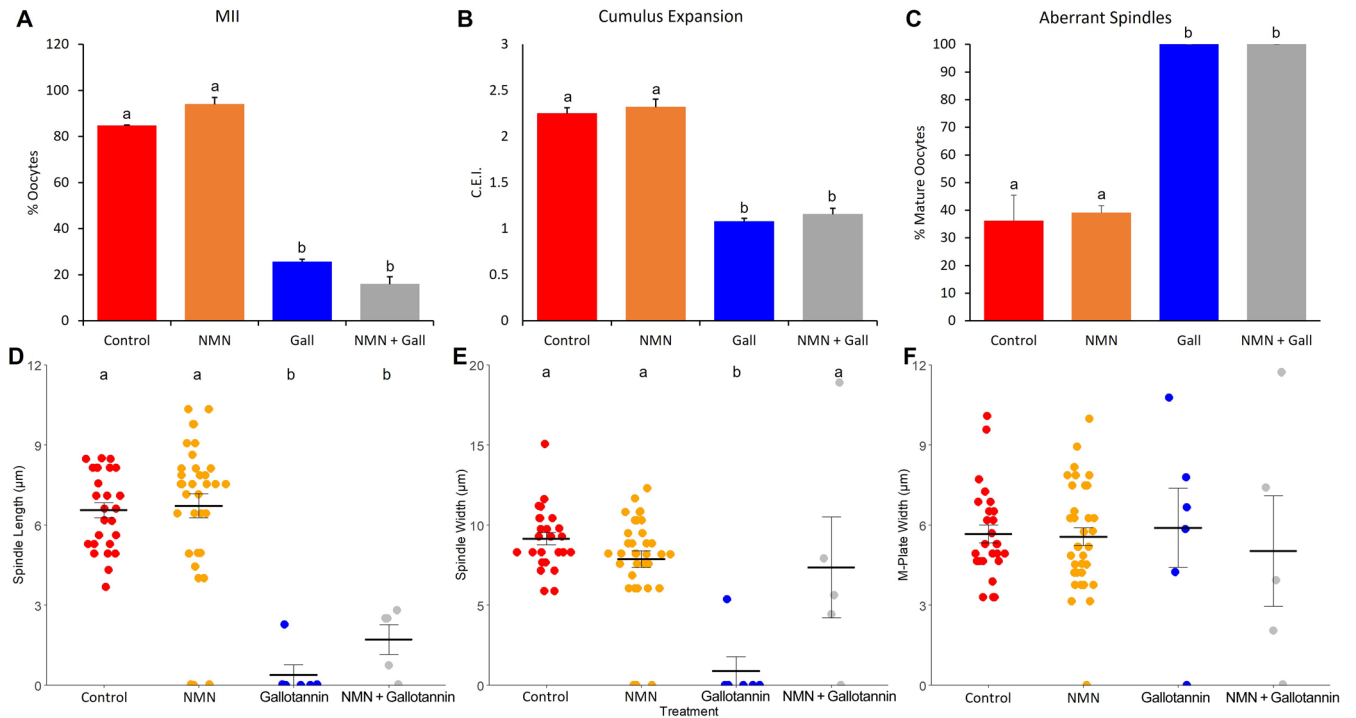 A
MII
120
100
80
60
40
20
0
% Oocytes
a
a
b
b
Control
NMN
Gall
NMN + Gall
B
Cumulus Expansion
3
2.5
2
1.5
1
0.5
0
C.E.I.
a
a
b
b
Control
NMN
Gall
NMN + Gall
C
Aberrant Spindles
100
90
80
70
60
50
40
30
20
10
0
% Mature Oocytes
a
a
b
b
Control
NMN
Gall
NMN + Gall
D
12
9
6
3
0
Spindle Length (µm)
a
a
b
b
Control
NMN
Gallotannin
NMN + Gallotannin
E
20
15
10
5
0
Spindle Width (µm)
a
a
b
a
Control
NMN
Gallotannin
NMN + Gallotannin
Treatment
F
12
9
6
3
0
M-Plate Width (µm)
Control
NMN
Gallotannin
NMN + Gallotannin